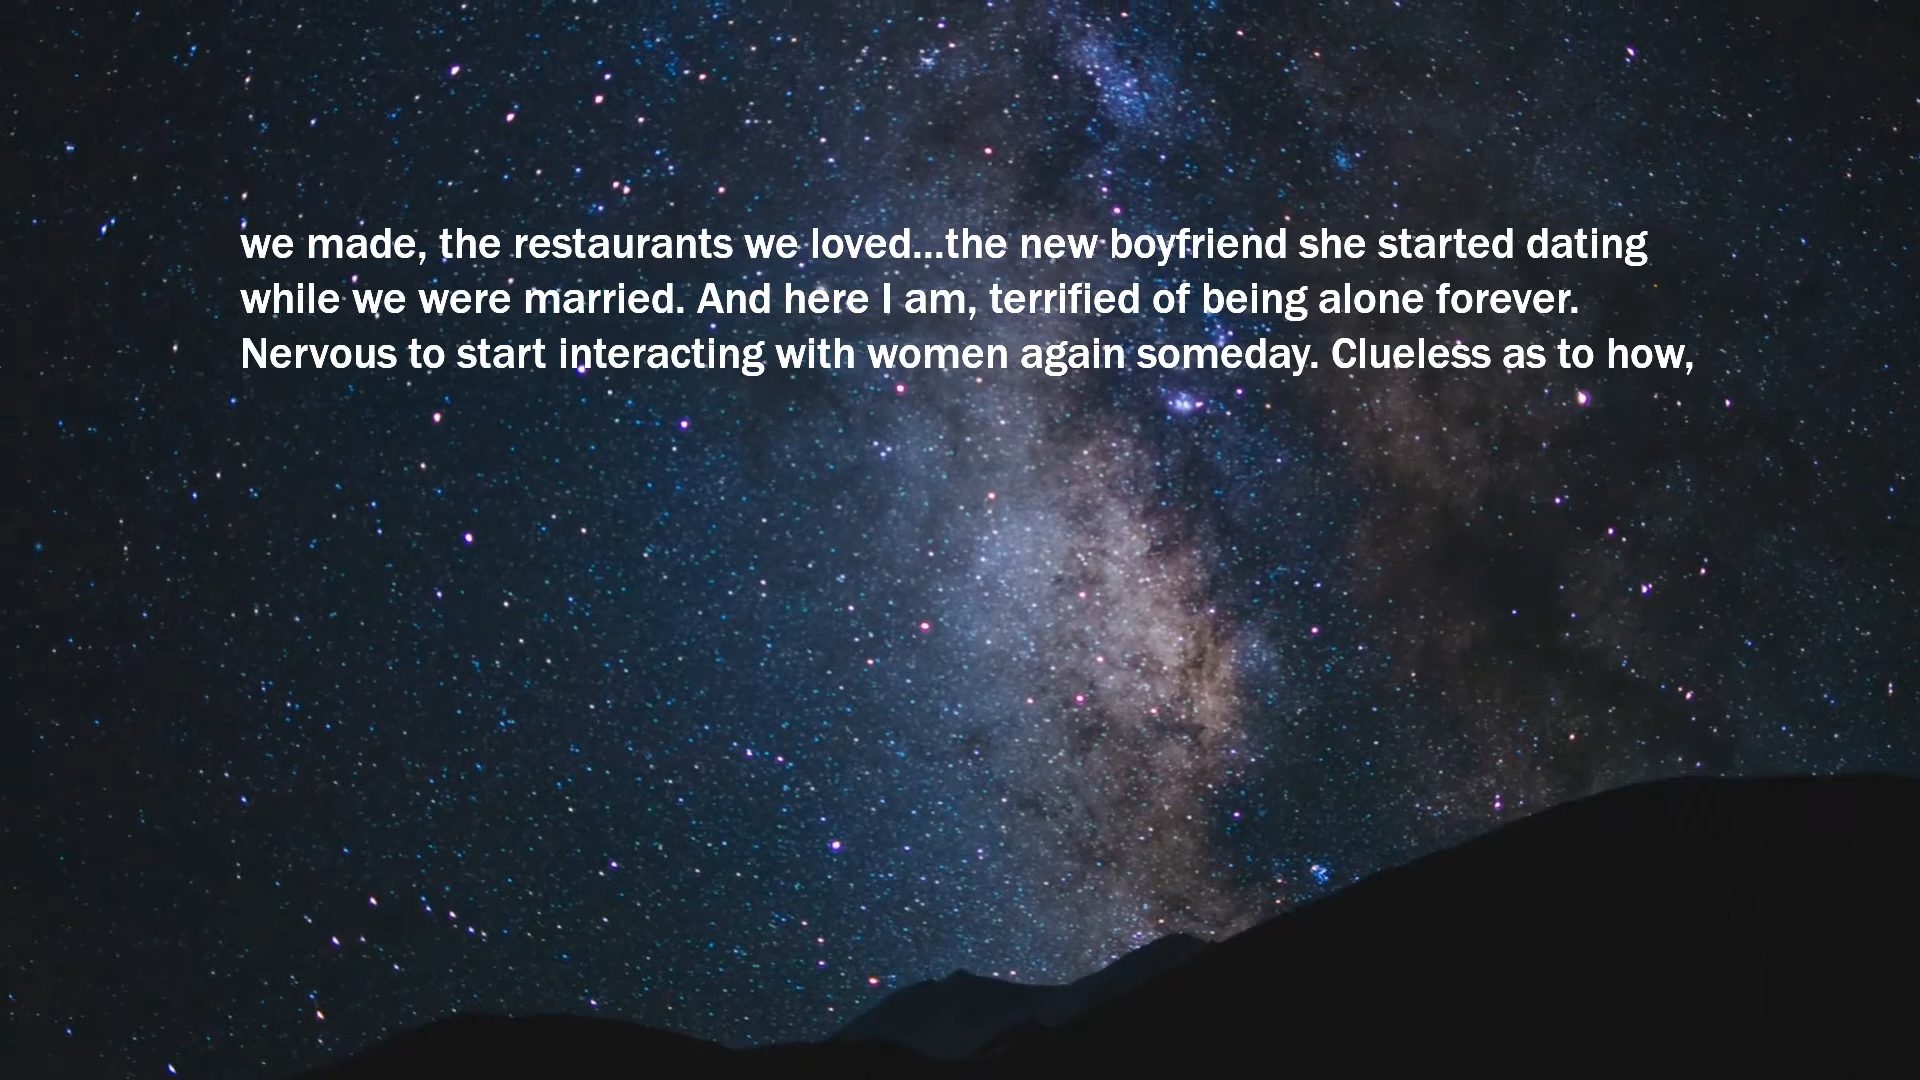 we made, the restaurants we loved...the new boyfriend she started dating
while we were married. And here I am, terrified of being alone forever.
Nervous to start interacting with women again someday. Clueless as to how,